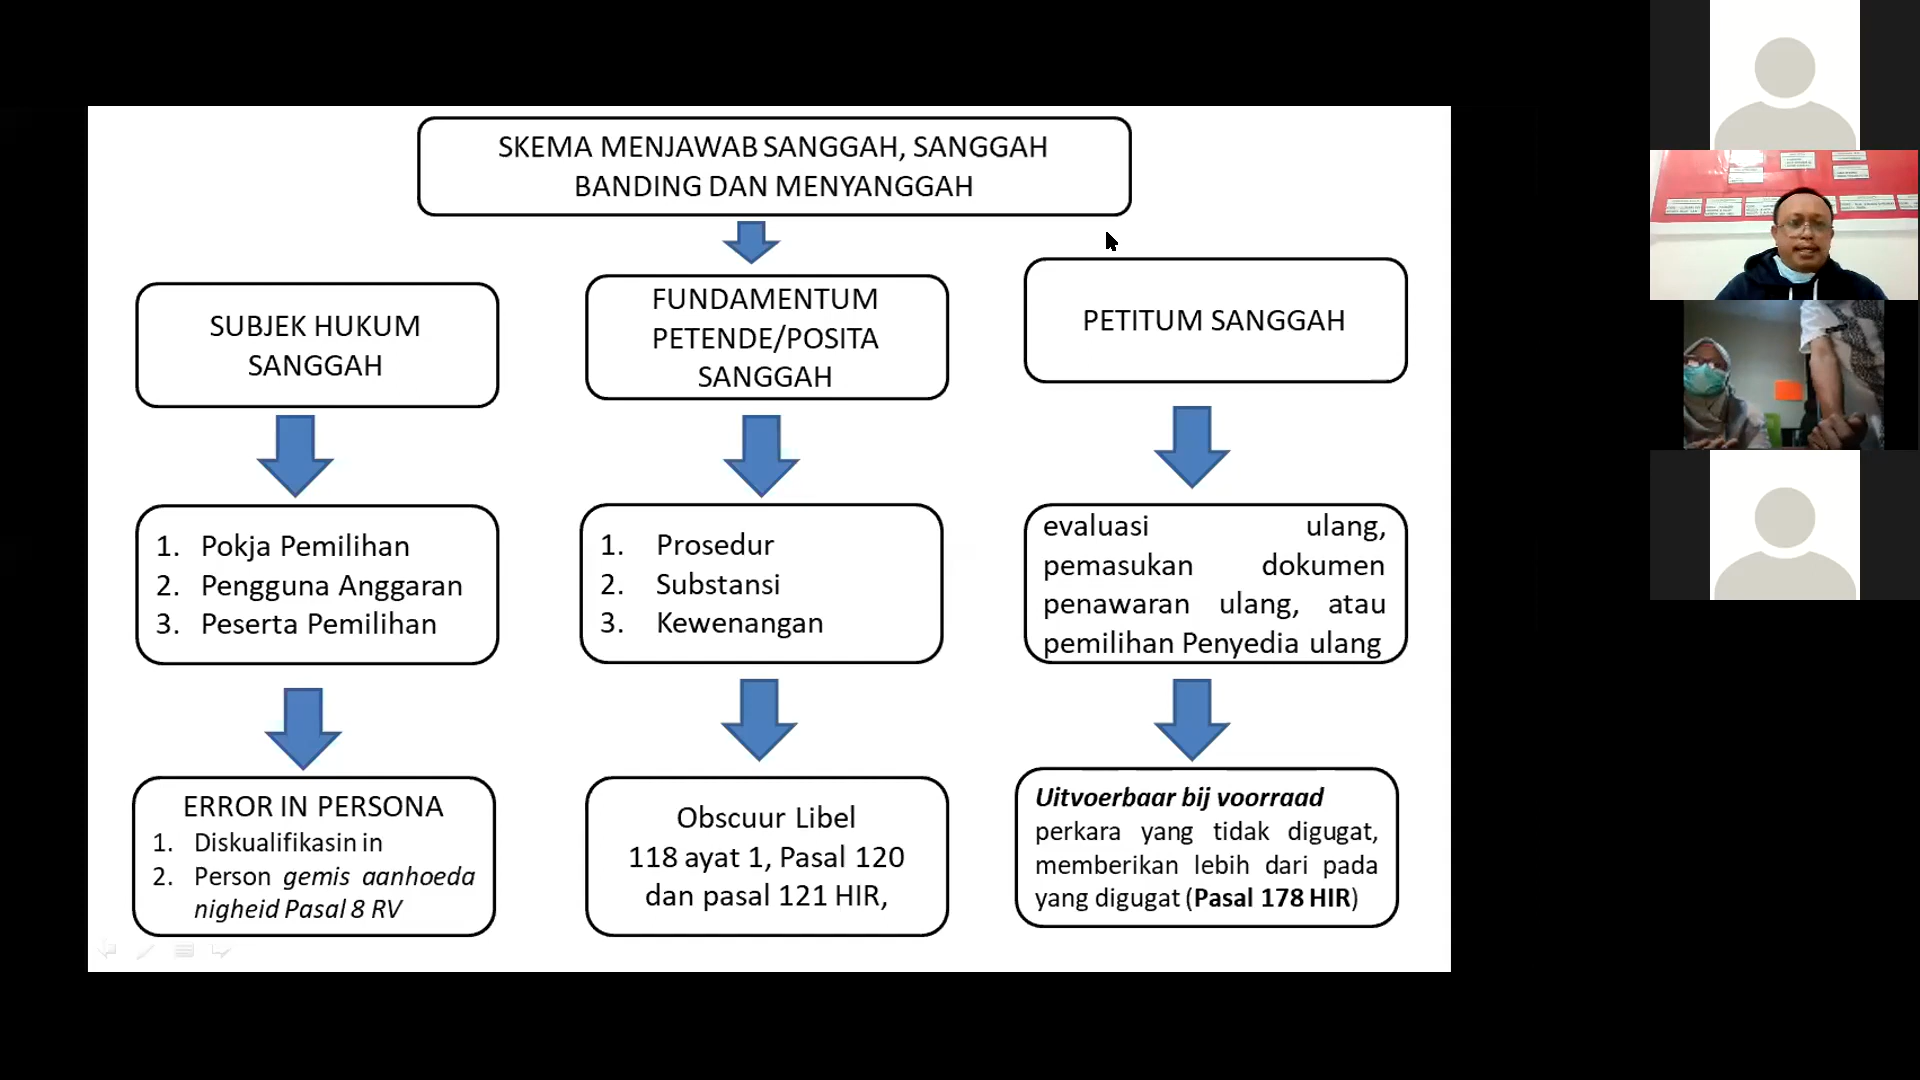 SKEMA MENJAWAB SANGGAH, SANGGAH
BANDING DAN MENYANGGAH
SUBJEK HUKUM
SANGGAH
FUNDAMENTUM
PETENDE/POSITA
SANGGAH
PETITUM SANGGAH
1. Pokja Pemilihan
2. Pengguna Anggaran
3. Peserta Pemilihan
1. Prosedur
2. Substansi
3. Kewenangan
evaluasi ulang,
pemasukan dokumen
penawaran ulang, atau
pemilihan Penyedia ulang
ERROR IN PERSONA
1. Diskualifikasin in
2. Person gemis aanhoeda
nigheid Pasal 8 RV
Obscuur Libel
118 ayat 1, Pasal 120
dan pasal 121 HIR,
Uitvoerbaar bij voorraad
perkara yang tidak digugat,
memberikan lebih dari pada
yang digugat (Pasal 178 HIR)